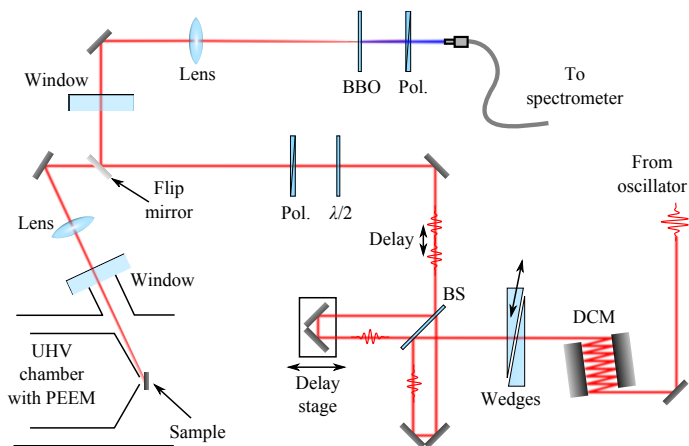 Lens
BBO
Pol.
To
spectrometer
Window
From
oscillator
Flip
mirror
Pol.
λ/2
Lens
Delay
Window
BS
DCM
UHV
chamber
with PEEM
Delay
stage
Wedges
Sample